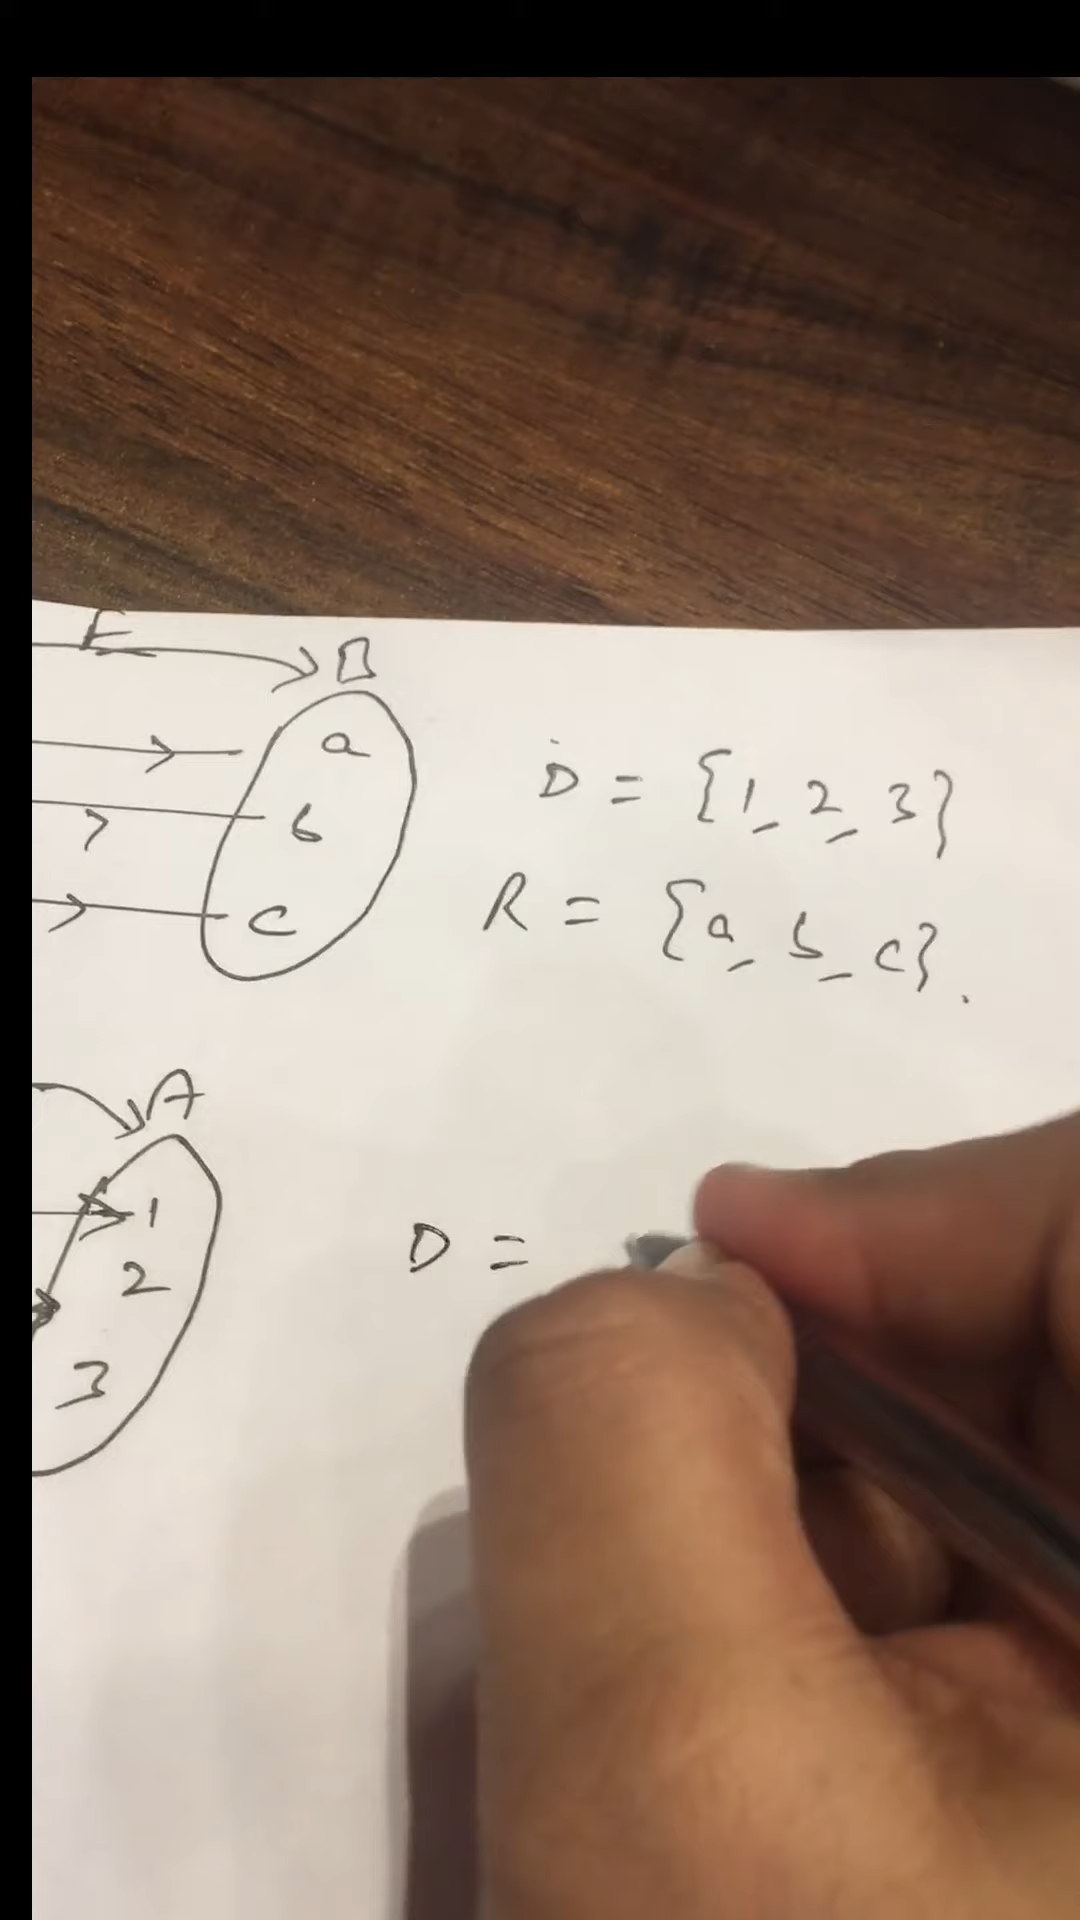 F
B
a
b
c
D = {1, 2, 3}
R = {a, b, c}.
A
1
2
3
D =